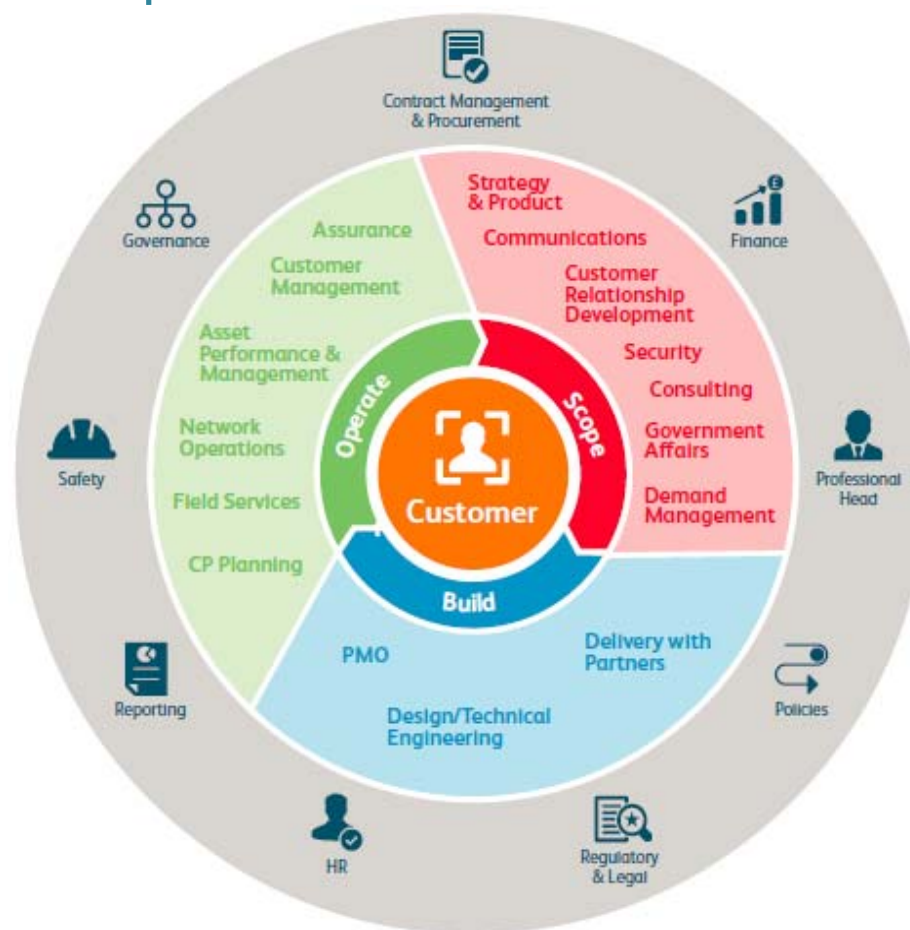 Contract Management
& Procurement
Finance
Professional
Head
Policies
Regulatory
& Legal
HR
Reporting
Safety
Governance
Strategy
& Product
Communications
Customer
Relationship
Development
Security
Consulting
Government
Affairs
Demand
Management
Delivery with
Partners
Design/Technical
Engineering
PMO
CP Planning
Field Services
Network
Operations
Asset
Performance &
Management
Customer
Management
Assurance
Operate
Scope
Build
Customer